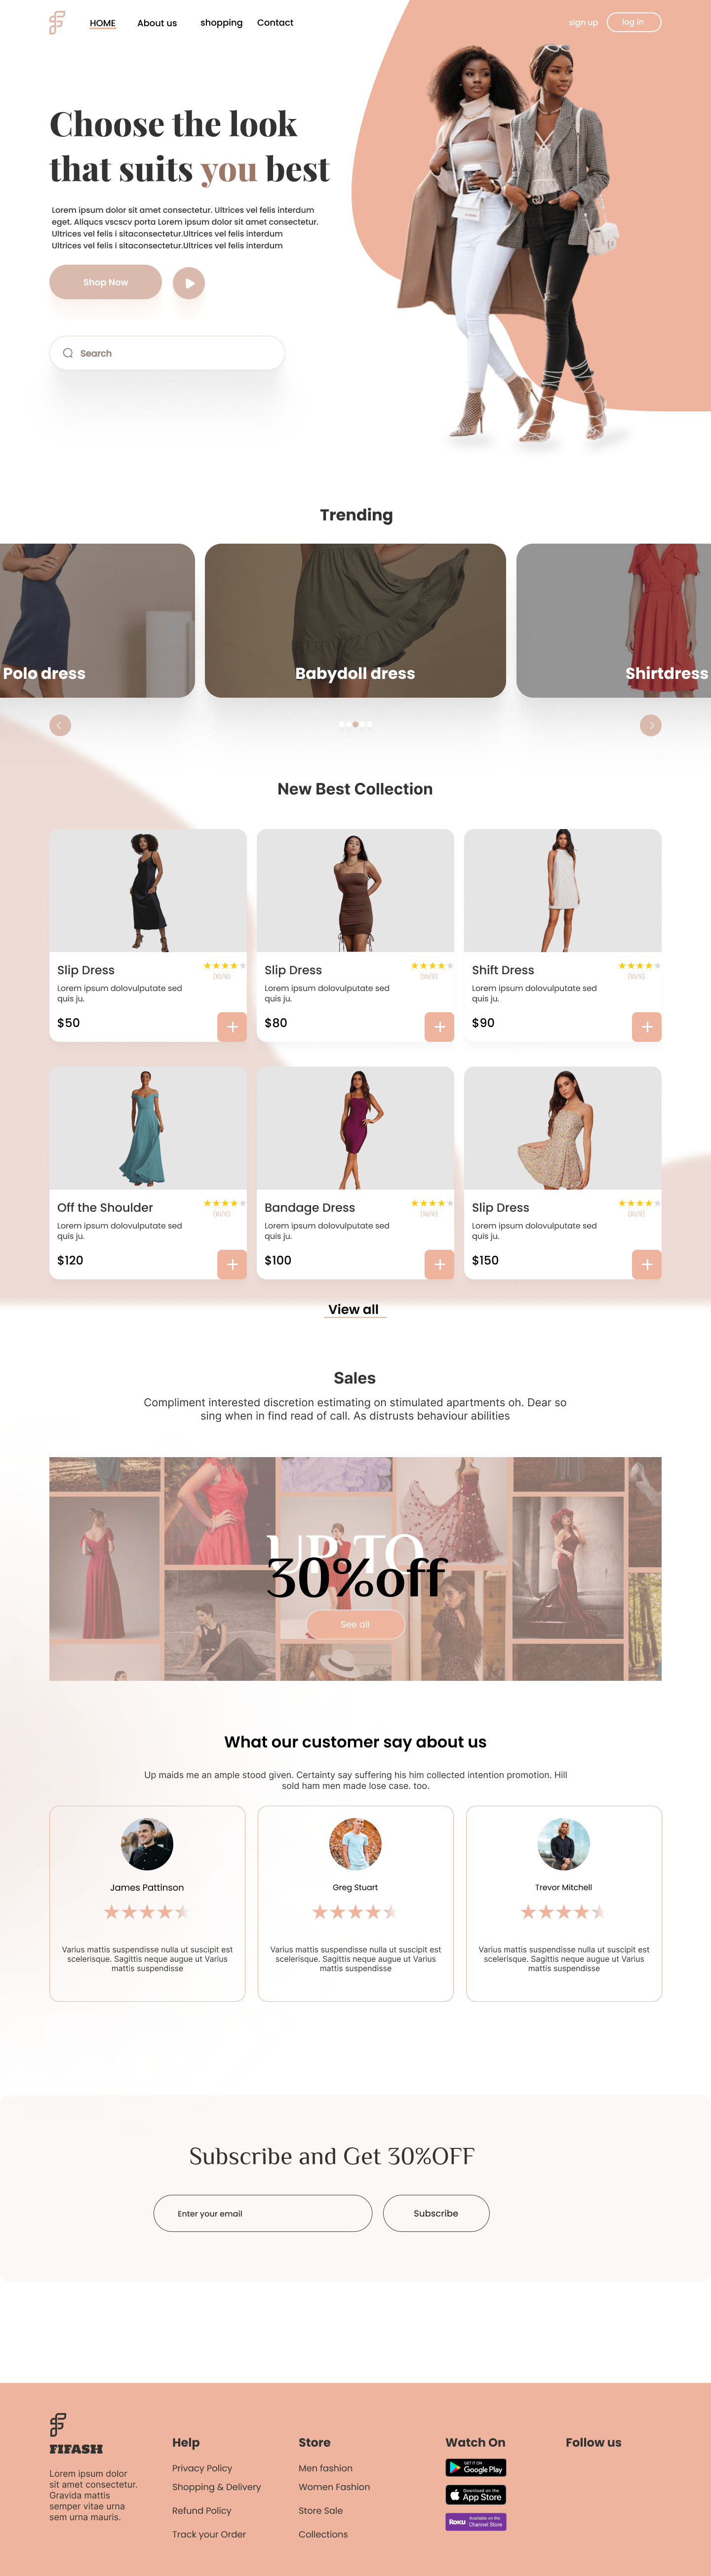 HOME About us shopping Contact
sign up log in
Choose the look
that suits you best
Lorem ipsum dolor sit amet consectetur. Ultrices vel felis interdum
eget. Aliqucs vscscv porta Lorem ipsum dolor sit amet consectetur.
Ultrices vel felis i sitaconsectetur.Ultrices vel felis interdum
Ultrices vel felis i sitaconsectetur.Ultrices vel felis interdum
Shop Now
Search
Trending
Polo dress
Babydoll dress
Shirtdress
New Best Collection
Slip Dress
(10/9)
Lorem ipsum dolovulputate sed
quis ju.
$50
+
Slip Dress
(10/9)
Lorem ipsum dolovulputate sed
quis ju.
$80
+
Shift Dress
(10/9)
Lorem ipsum dolovulputate sed
quis ju.
$90
+
Off the Shoulder
(10/9)
Lorem ipsum dolovulputate sed
quis ju.
$120
+
Bandage Dress
(10/9)
Lorem ipsum dolovulputate sed
quis ju.
$100
+
Slip Dress
(10/9)
Lorem ipsum dolovulputate sed
quis ju.
$150
+
View all
Sales
Compliment interested discretion estimating on stimulated apartments oh. Dear so
sing when in find read of call. As distrusts behaviour abilities
UP TO
30%off
See all
What our customer say about us
Up maids me an ample stood given. Certainty say suffering his him collected intention promotion. Hill
sold ham men made lose case. too.
James Pattinson
Varius mattis suspendisse nulla ut suscipit est
scelerisque. Sagittis neque augue ut Varius
mattis suspendisse
Greg Stuart
Varius mattis suspendisse nulla ut suscipit est
scelerisque. Sagittis neque augue ut Varius
mattis suspendisse
Trevor Mitchell
Varius mattis suspendisse nulla ut suscipit est
scelerisque. Sagittis neque augue ut Varius
mattis suspendisse
Subscribe and Get 30%OFF
Enter your email
Subscribe
FIFASH
Lorem ipsum dolor
sit amet consectetur.
Gravida mattis
semper vitae urna
sem urna mauris.
Help
Privacy Policy
Shopping & Delivery
Refund Policy
Track your Order
Store
Men fashion
Women Fashion
Store Sale
Collections
Watch On
GET IT ON
Google Play
Download on the
App Store
Roku
Available on the
Channel Store
Follow us